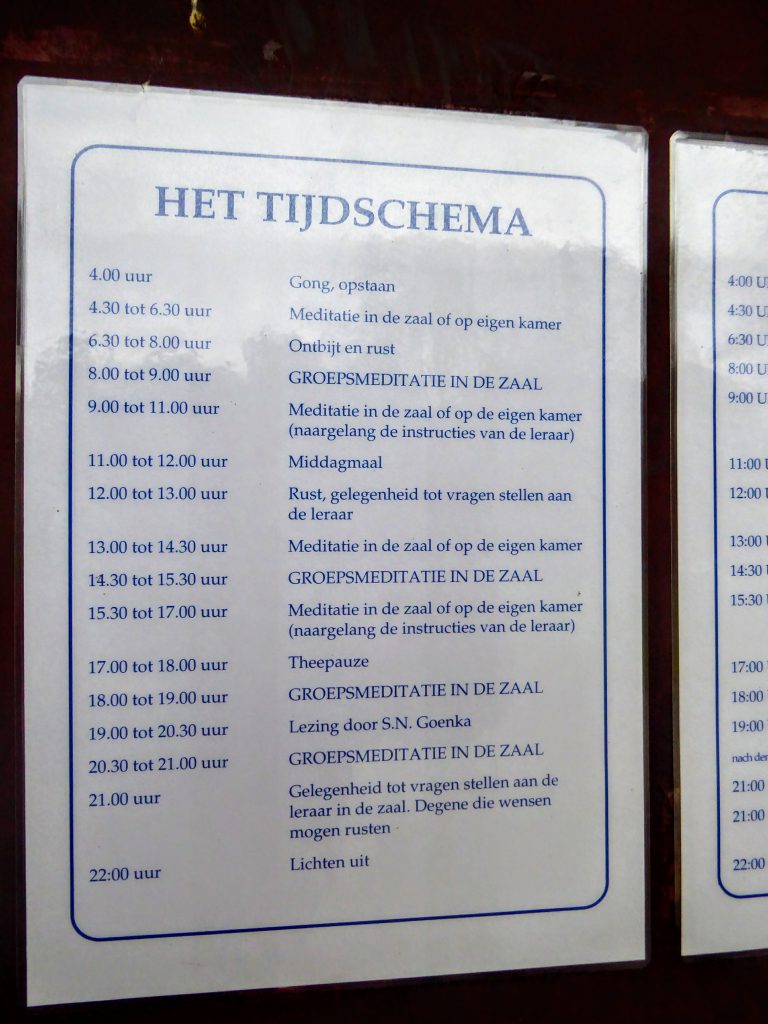 HET TIJDSCHEMA
4.00 uur Gong, opstaan
4.30 tot 6.30 uur Meditatie in de zaal of op eigen kamer
6.30 tot 8.00 uur Ontbijt en rust
8.00 tot 9.00 uur GROEPSMEDITATIE IN DE ZAAL
9.00 tot 11.00 uur Meditatie in de zaal of op de eigen kamer
(naargelang de instructies van de leraar)
11.00 tot 12.00 uur Middagmaal
12.00 tot 13.00 uur Rust, gelegenheid tot vragen stellen aan
de leraar
13.00 tot 14.30 uur Meditatie in de zaal of op de eigen kamer
14.30 tot 15.30 uur GROEPSMEDITATIE IN DE ZAAL
15.30 tot 17.00 uur Meditatie in de zaal of op de eigen kamer
(naargelang de instructies van de leraar)
17.00 tot 18.00 uur Theepauze
18.00 tot 19.00 uur GROEPSMEDITATIE IN DE ZAAL
19.00 tot 20.30 uur Lezing door S.N. Goenka
20.30 tot 21.00 uur GROEPSMEDITATIE IN DE ZAAL
21.00 uur Gelegenheid tot vragen stellen aan de
leraar in de zaal. Degene die wensen
mogen rusten
22:00 uur Lichten uit
4:00
4:30
6:30
8:00
9:00
11:00
12:00
13:00
14:30
15:30
17:00
18:00
19:00
nach der
21:00
21:00
22:00